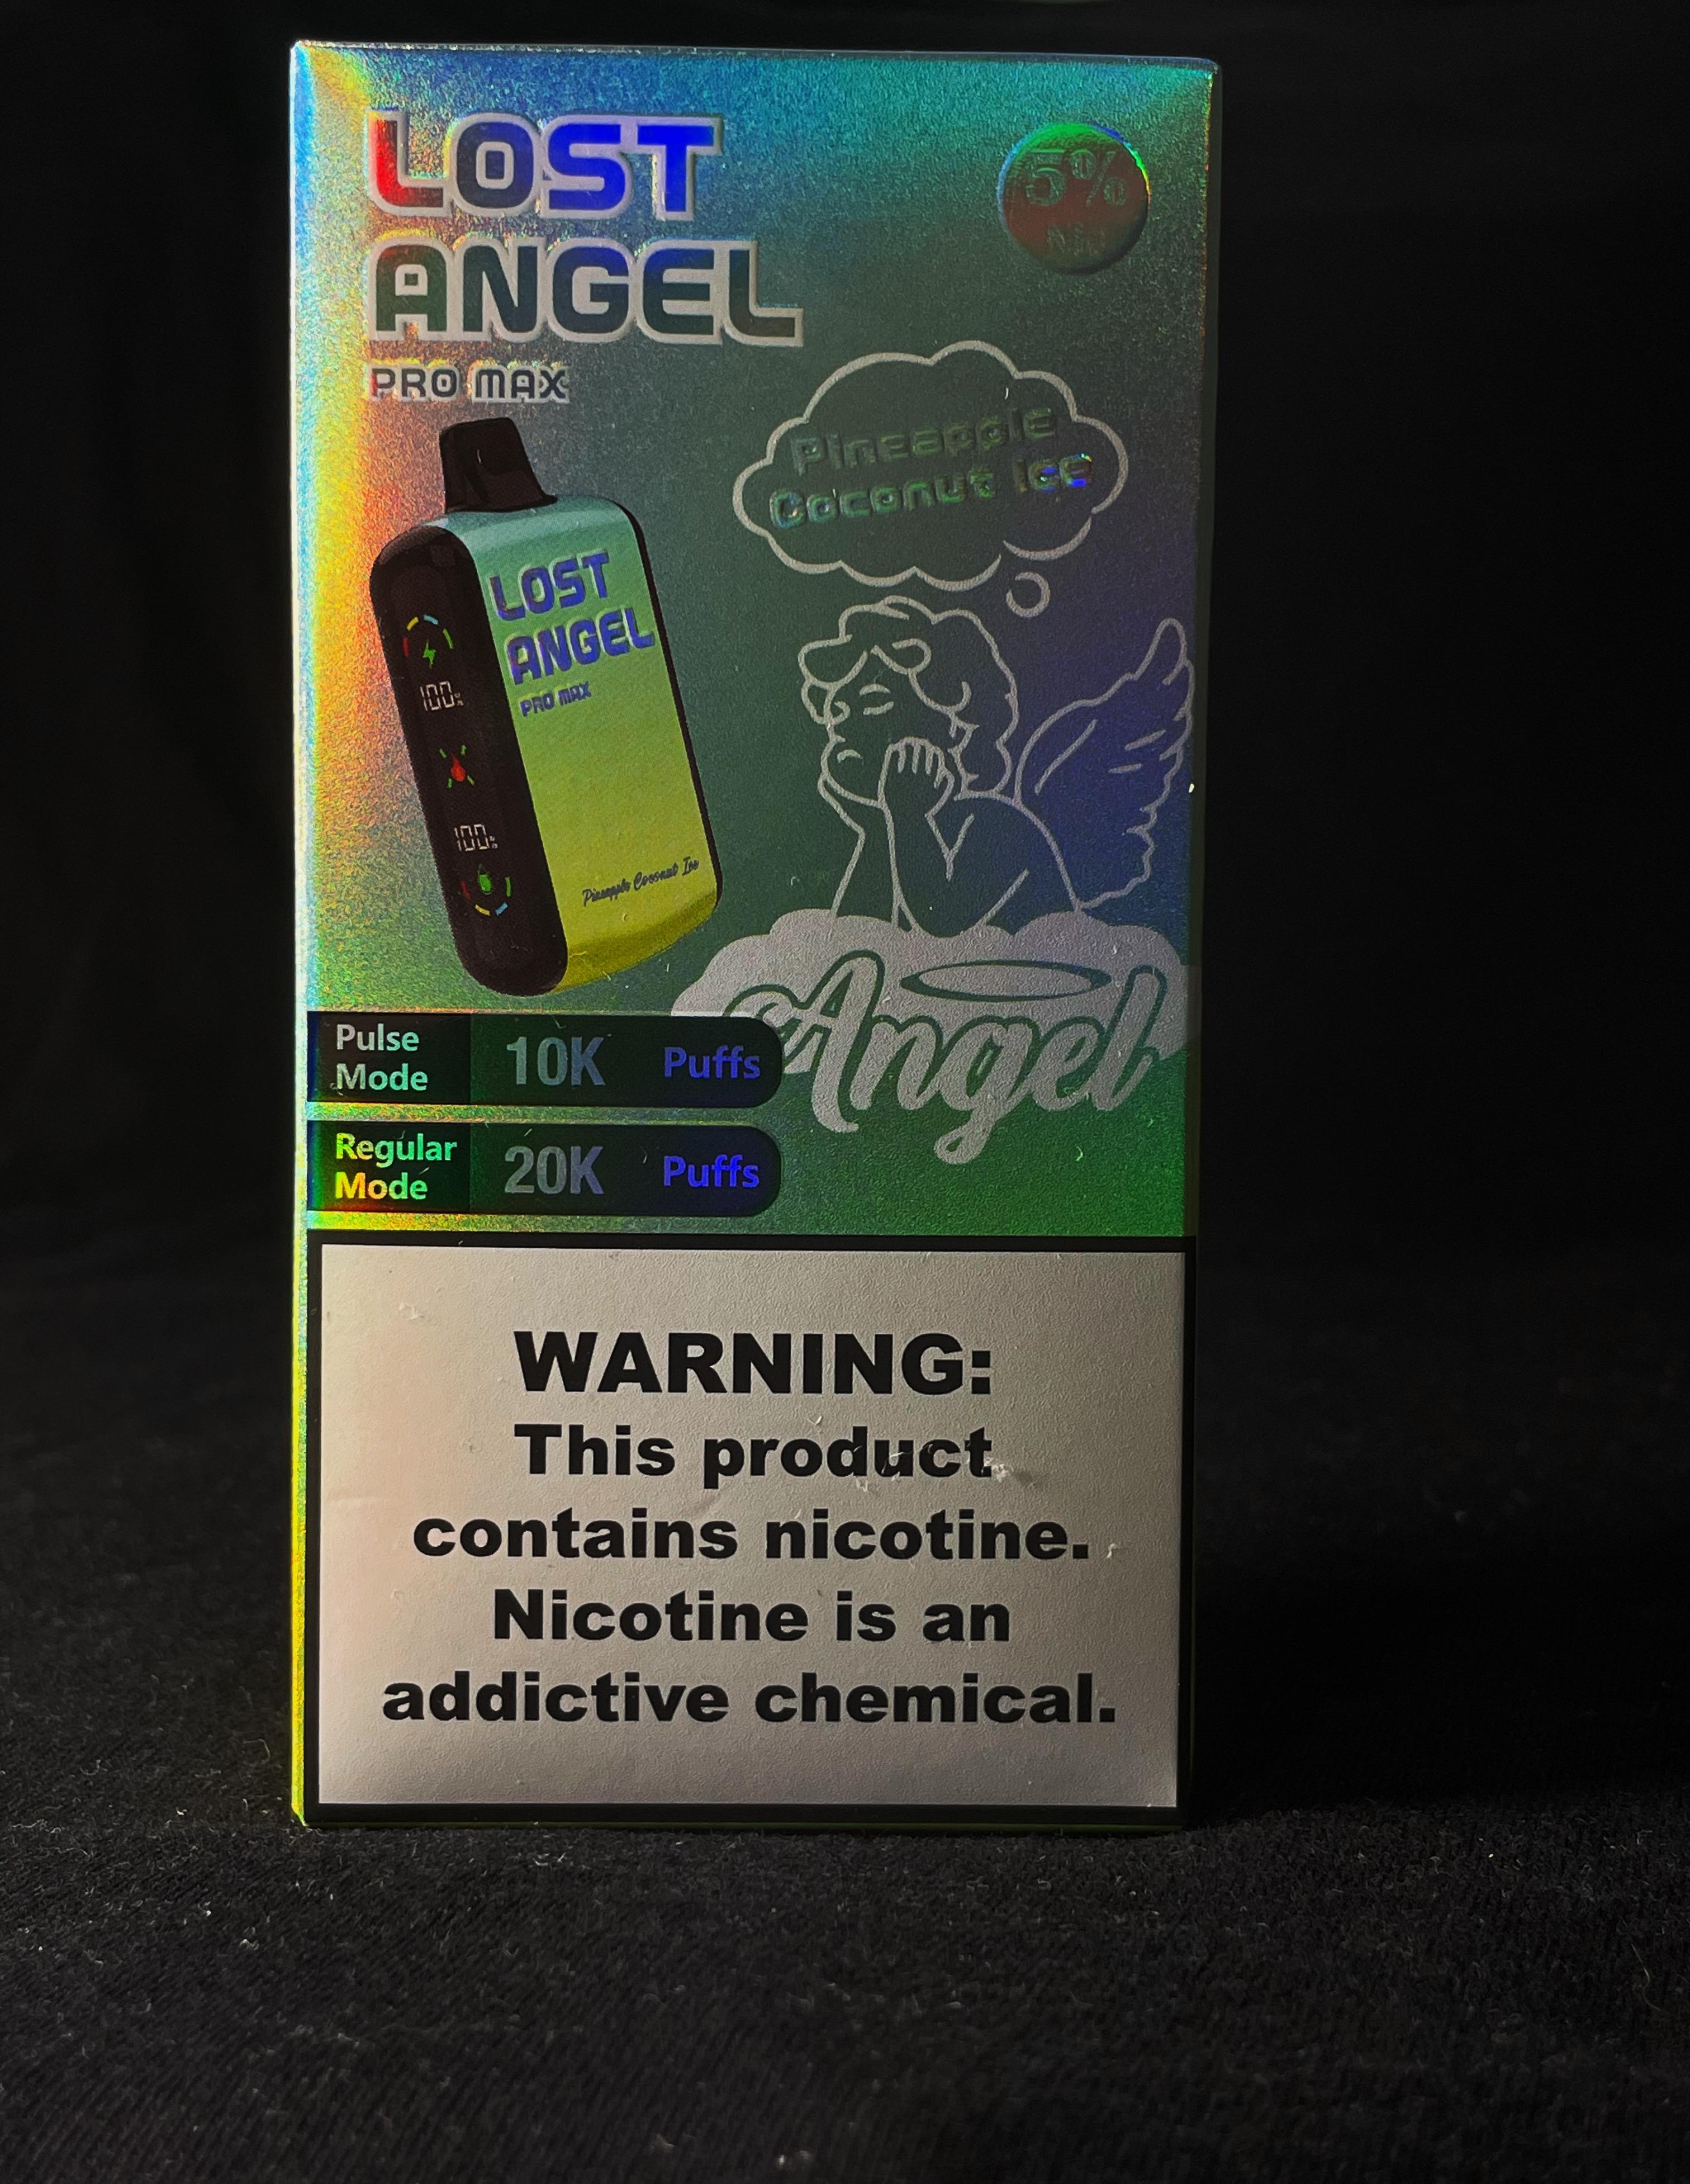 LOST
ANGEL
PRO MAX
5%
Nic
Pineapple
Coconut ICE
LOST
ANGEL
PRO MAX
100%
100%
Pineapple Coconut Ice
Angel
Pulse
Mode
10K
Puffs
Regular
Mode
20K
Puffs
WARNING:
This product
contains nicotine.
Nicotine is an
addictive chemical.